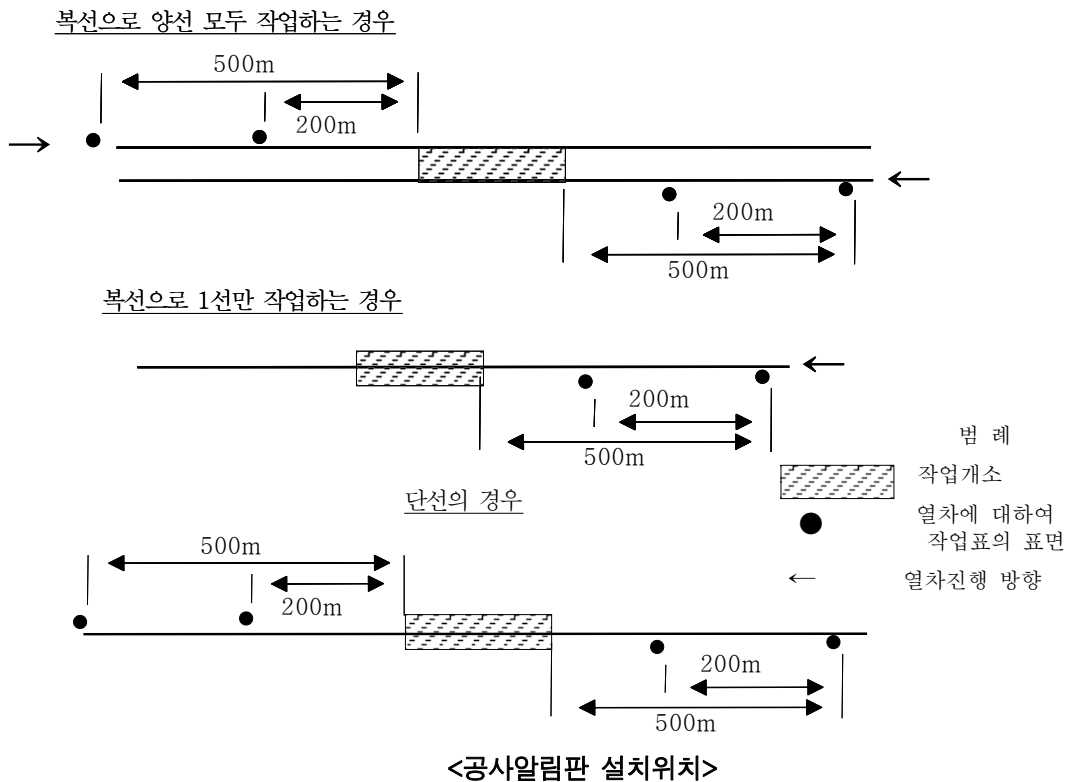 복선으로 양선 모두 작업하는 경우
500m
200m
200m
500m
복선으로 1선만 작업하는 경우
200m
500m
범 례
작업개소
단선의 경우
열차에 대하여
작업표의 표면
500m
열차진행 방향
200m
200m
500m
<공사알림판 설치위치>